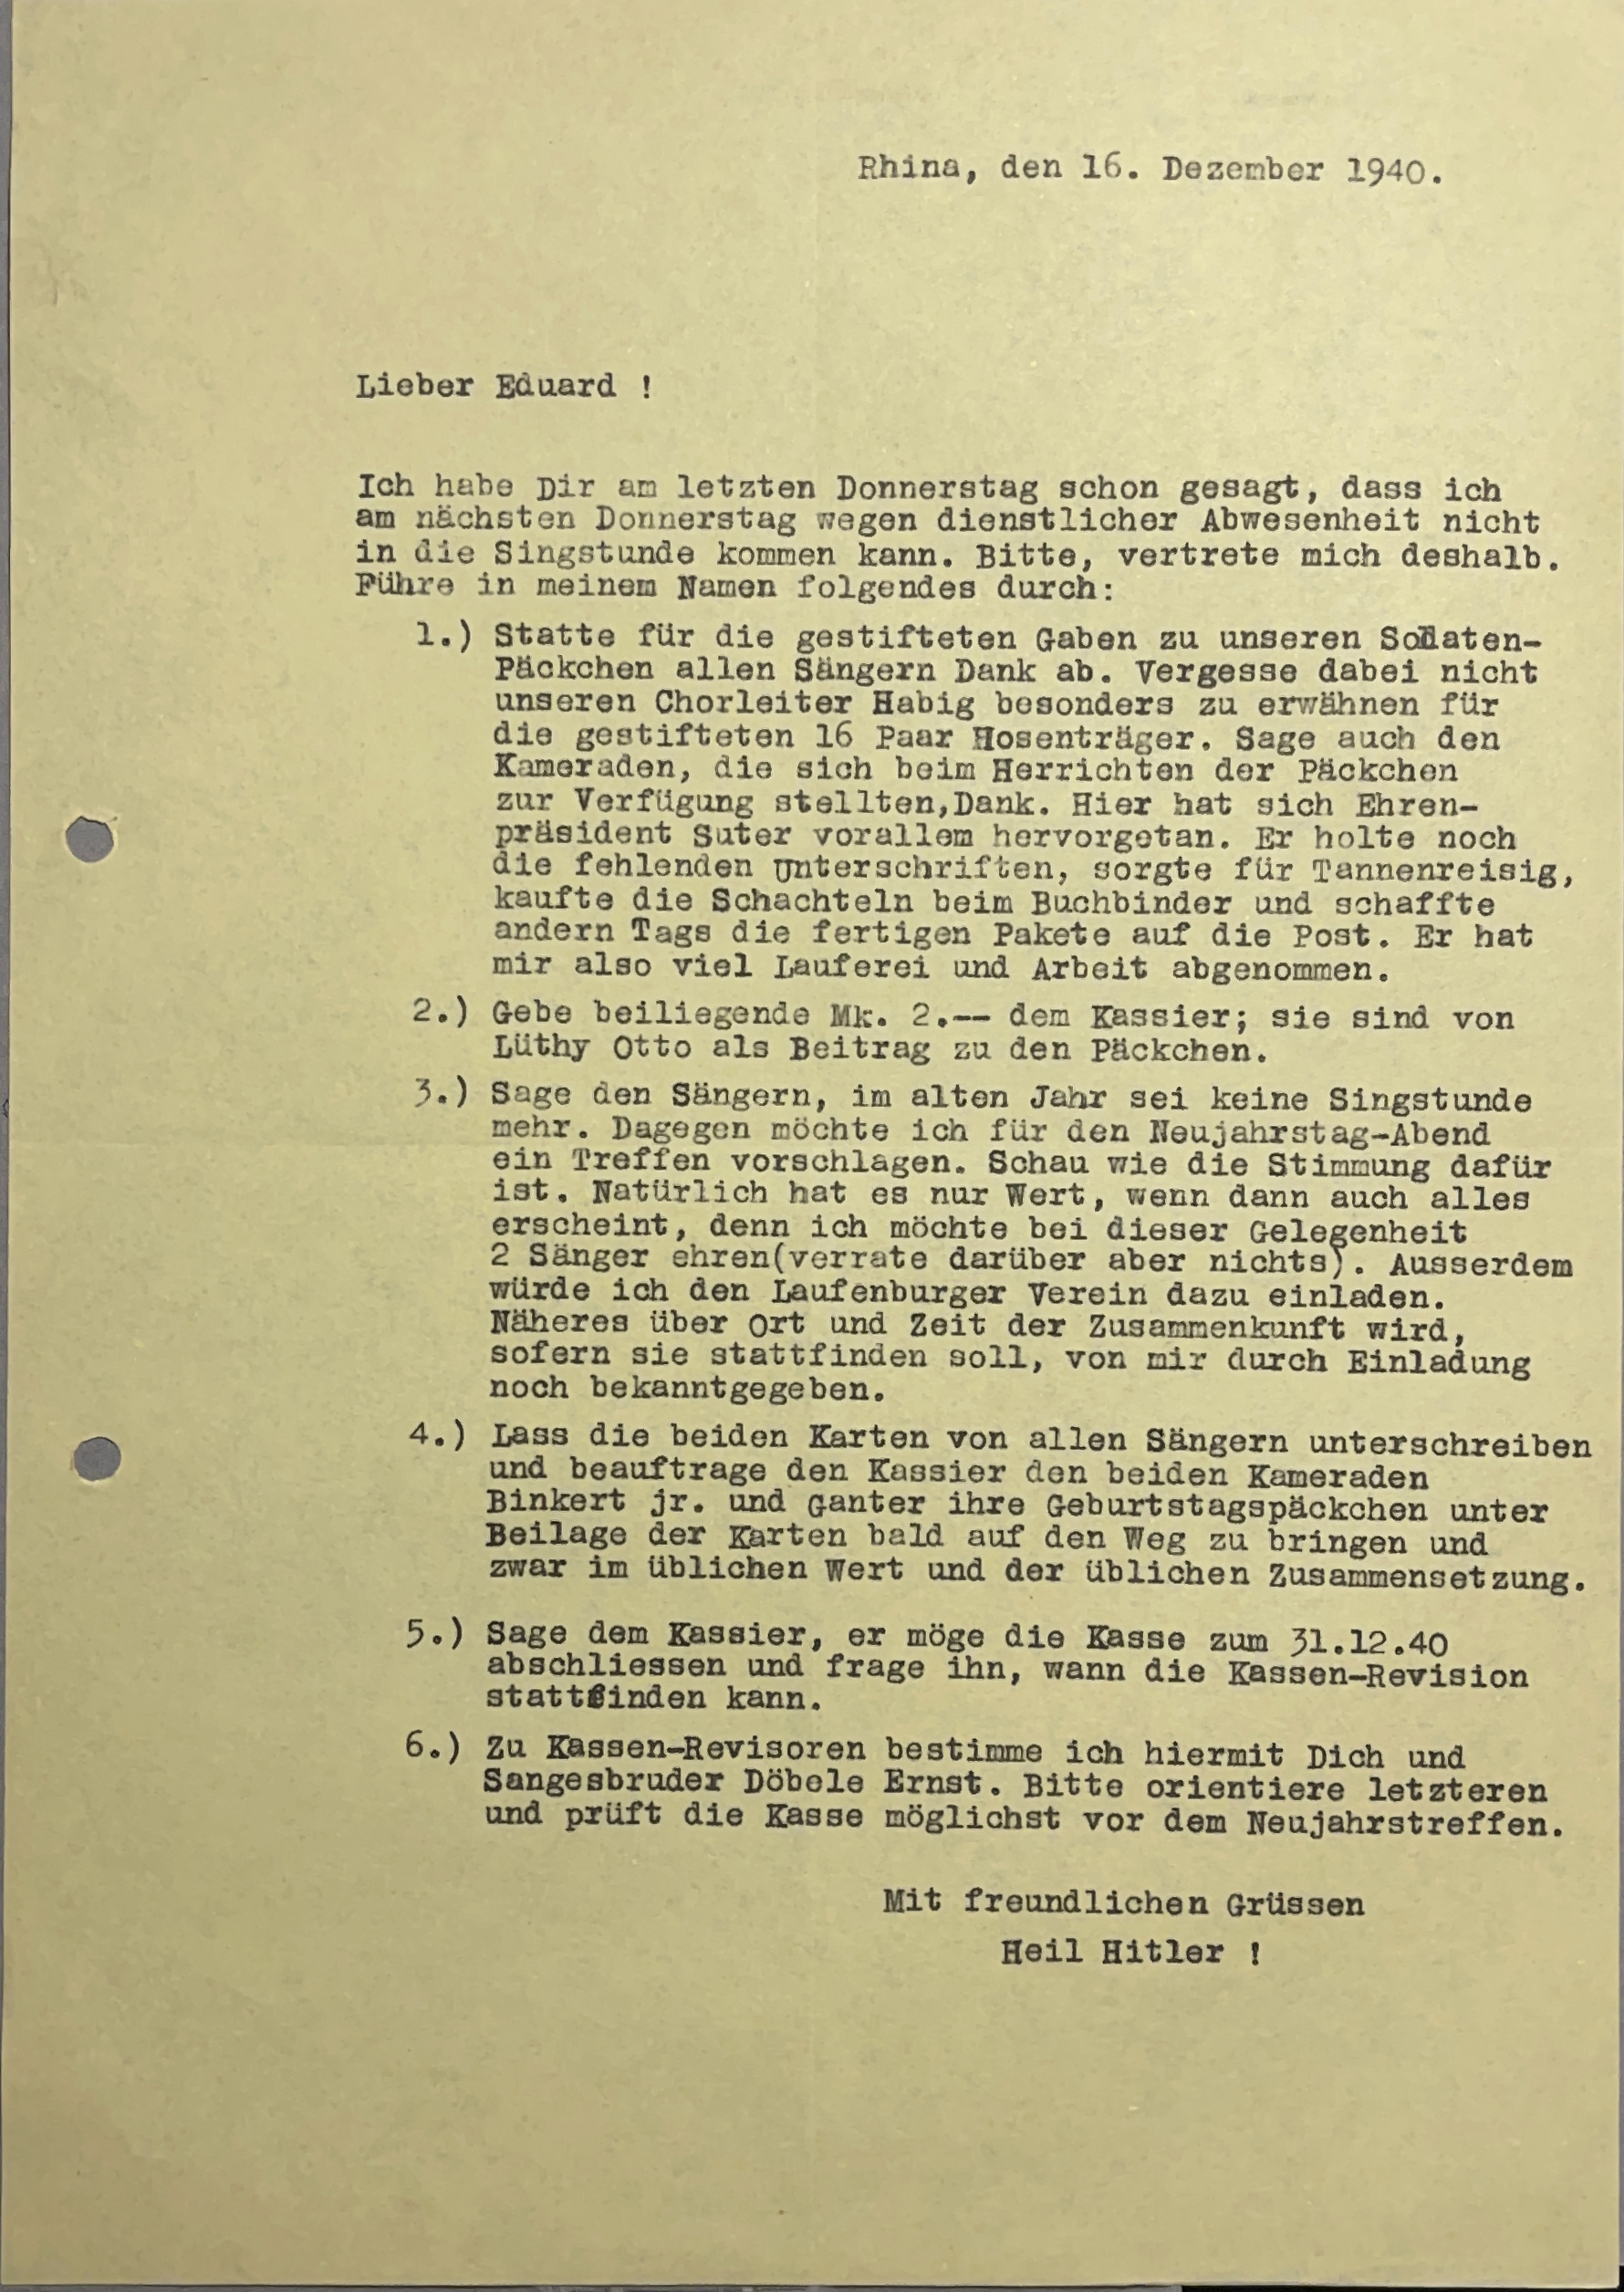 Rhina, den 16. Dezember 1940.
Lieber Eduard !
Ich habe Dir am letzten Donnerstag schon gesagt, dass ich
am nächsten Donnerstag wegen dienstlicher Abwesenheit nicht
in die Singstunde kommen kann. Bitte, vertrete mich deshalb.
Führe in meinem Namen folgendes durch:
1.) Statte für die gestifteten Gaben zu unseren Soldaten-
Päckchen allen Sängern Dank ab. Vergesse dabei nicht
unseren Chorleiter Habig besonders zu erwähnen für
die gestifteten 16 Paar Hosenträger. Sage auch den
Kameraden, die sich beim Herrichten der Päckchen
zur Verfügung stellten,Dank. Hier hat sich Ehren-
präsident Suter vorallem hervorgetan. Er holte noch
die fehlenden Unterschriften, sorgte für Tannenreisig,
kaufte die Schachteln beim Buchbinder und schaffte
andern Tags die fertigen Pakete auf die Post. Er hat
mir also viel Lauferei und Arbeit abgenommen.
2.) Gebe beiliegende Mk. 2.-- dem Kassier; sie sind von
Lüthy Otto als Beitrag zu den Päckchen.
3.) Sage den Sängern, im alten Jahr sei keine Singstunde
mehr. Dagegen möchte ich für den Neujahrstag-Abend
ein Treffen vorschlagen. Schau wie die Stimmung dafür
ist. Natürlich hat es nur Wert, wenn dann auch alles
erscheint, denn ich möchte bei dieser Gelegenheit
2 Sänger ehren(verrate darüber aber nichts). Ausserdem
würde ich den Laufenburger Verein dazu einladen.
Näheres über Ort und Zeit der Zusammenkunft wird,
sofern sie stattfinden soll, von mir durch Einladung
noch bekanntgegeben.
4.) Lass die beiden Karten von allen Sängern unterschreiben
und beauftrage den Kassier den beiden Kameraden
Binkert jr. und Ganter ihre Geburtstagspäckchen unter
Beilage der Karten bald auf den Weg zu bringen und
zwar im üblichen Wert und der üblichen Zusammensetzung.
5.) Sage dem Kassier, er möge die Kasse zum 31.12.40
abschliessen und frage ihn, wann die Kassen-Revision
stattfinden kann.
6.) Zu Kassen-Revisoren bestimme ich hiermit Dich und
Sangesbruder Döbele Ernst. Bitte orientiere letzteren
und prüft die Kasse möglichst vor dem Neujahrstreffen.
Mit freundlichen Grüssen
Heil Hitler !